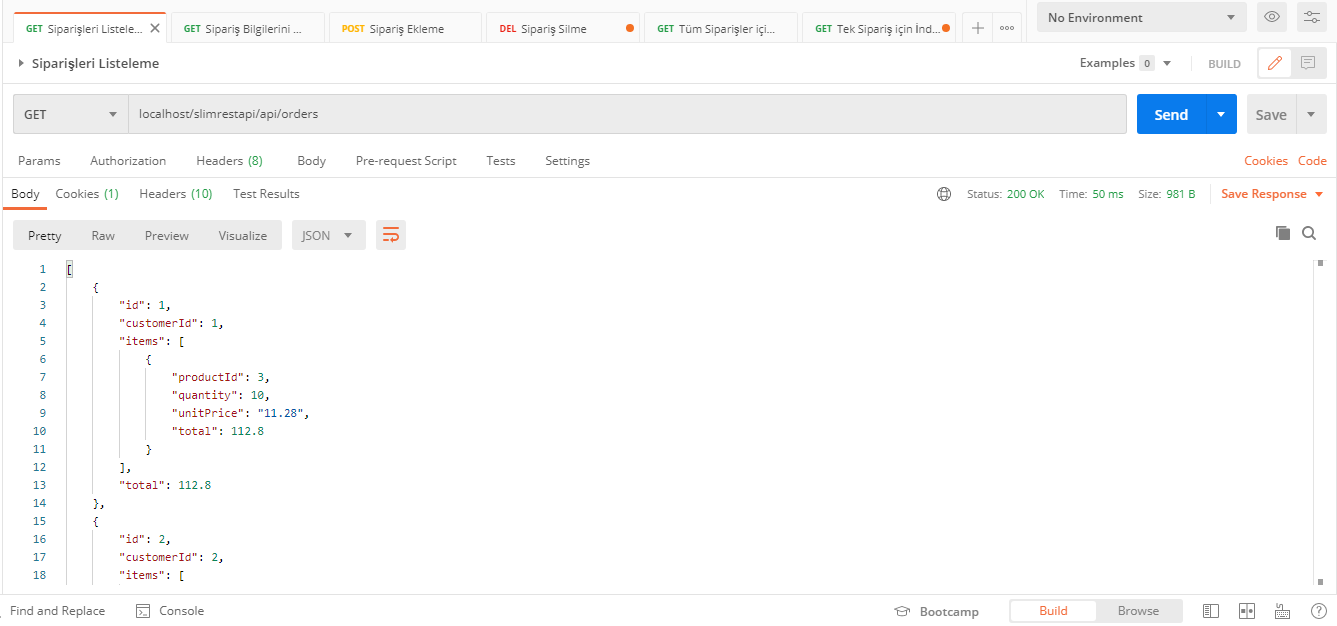 GET Siparişleri Listele... GET Sipariş Bilgilerini ... POST Sipariş Ekleme DEL Sipariş Silme GET Tüm Siparişler içi... GET Tek Sipariş için İnd... No Environment
Siparişleri Listeleme Examples 0 BUILD
GET localhost/slimrestapi/api/orders Send Save
Params Authorization Headers (8) Body Pre-request Script Tests Settings Cookies Code
Body Cookies (1) Headers (10) Test Results Status: 200 OK Time: 50 ms Size: 981 B Save Response
Pretty Raw Preview Visualize JSON
1 [
2 {
3 "id": 1,
4 "customerId": 1,
5 "items": [
6 {
7 "productId": 3,
8 "quantity": 10,
9 "unitPrice": "11.28",
10 "total": 112.8
11 }
12 ],
13 "total": 112.8
14 },
15 {
16 "id": 2,
17 "customerId": 2,
18 "items": [
Find and Replace Console Bootcamp Build Browse